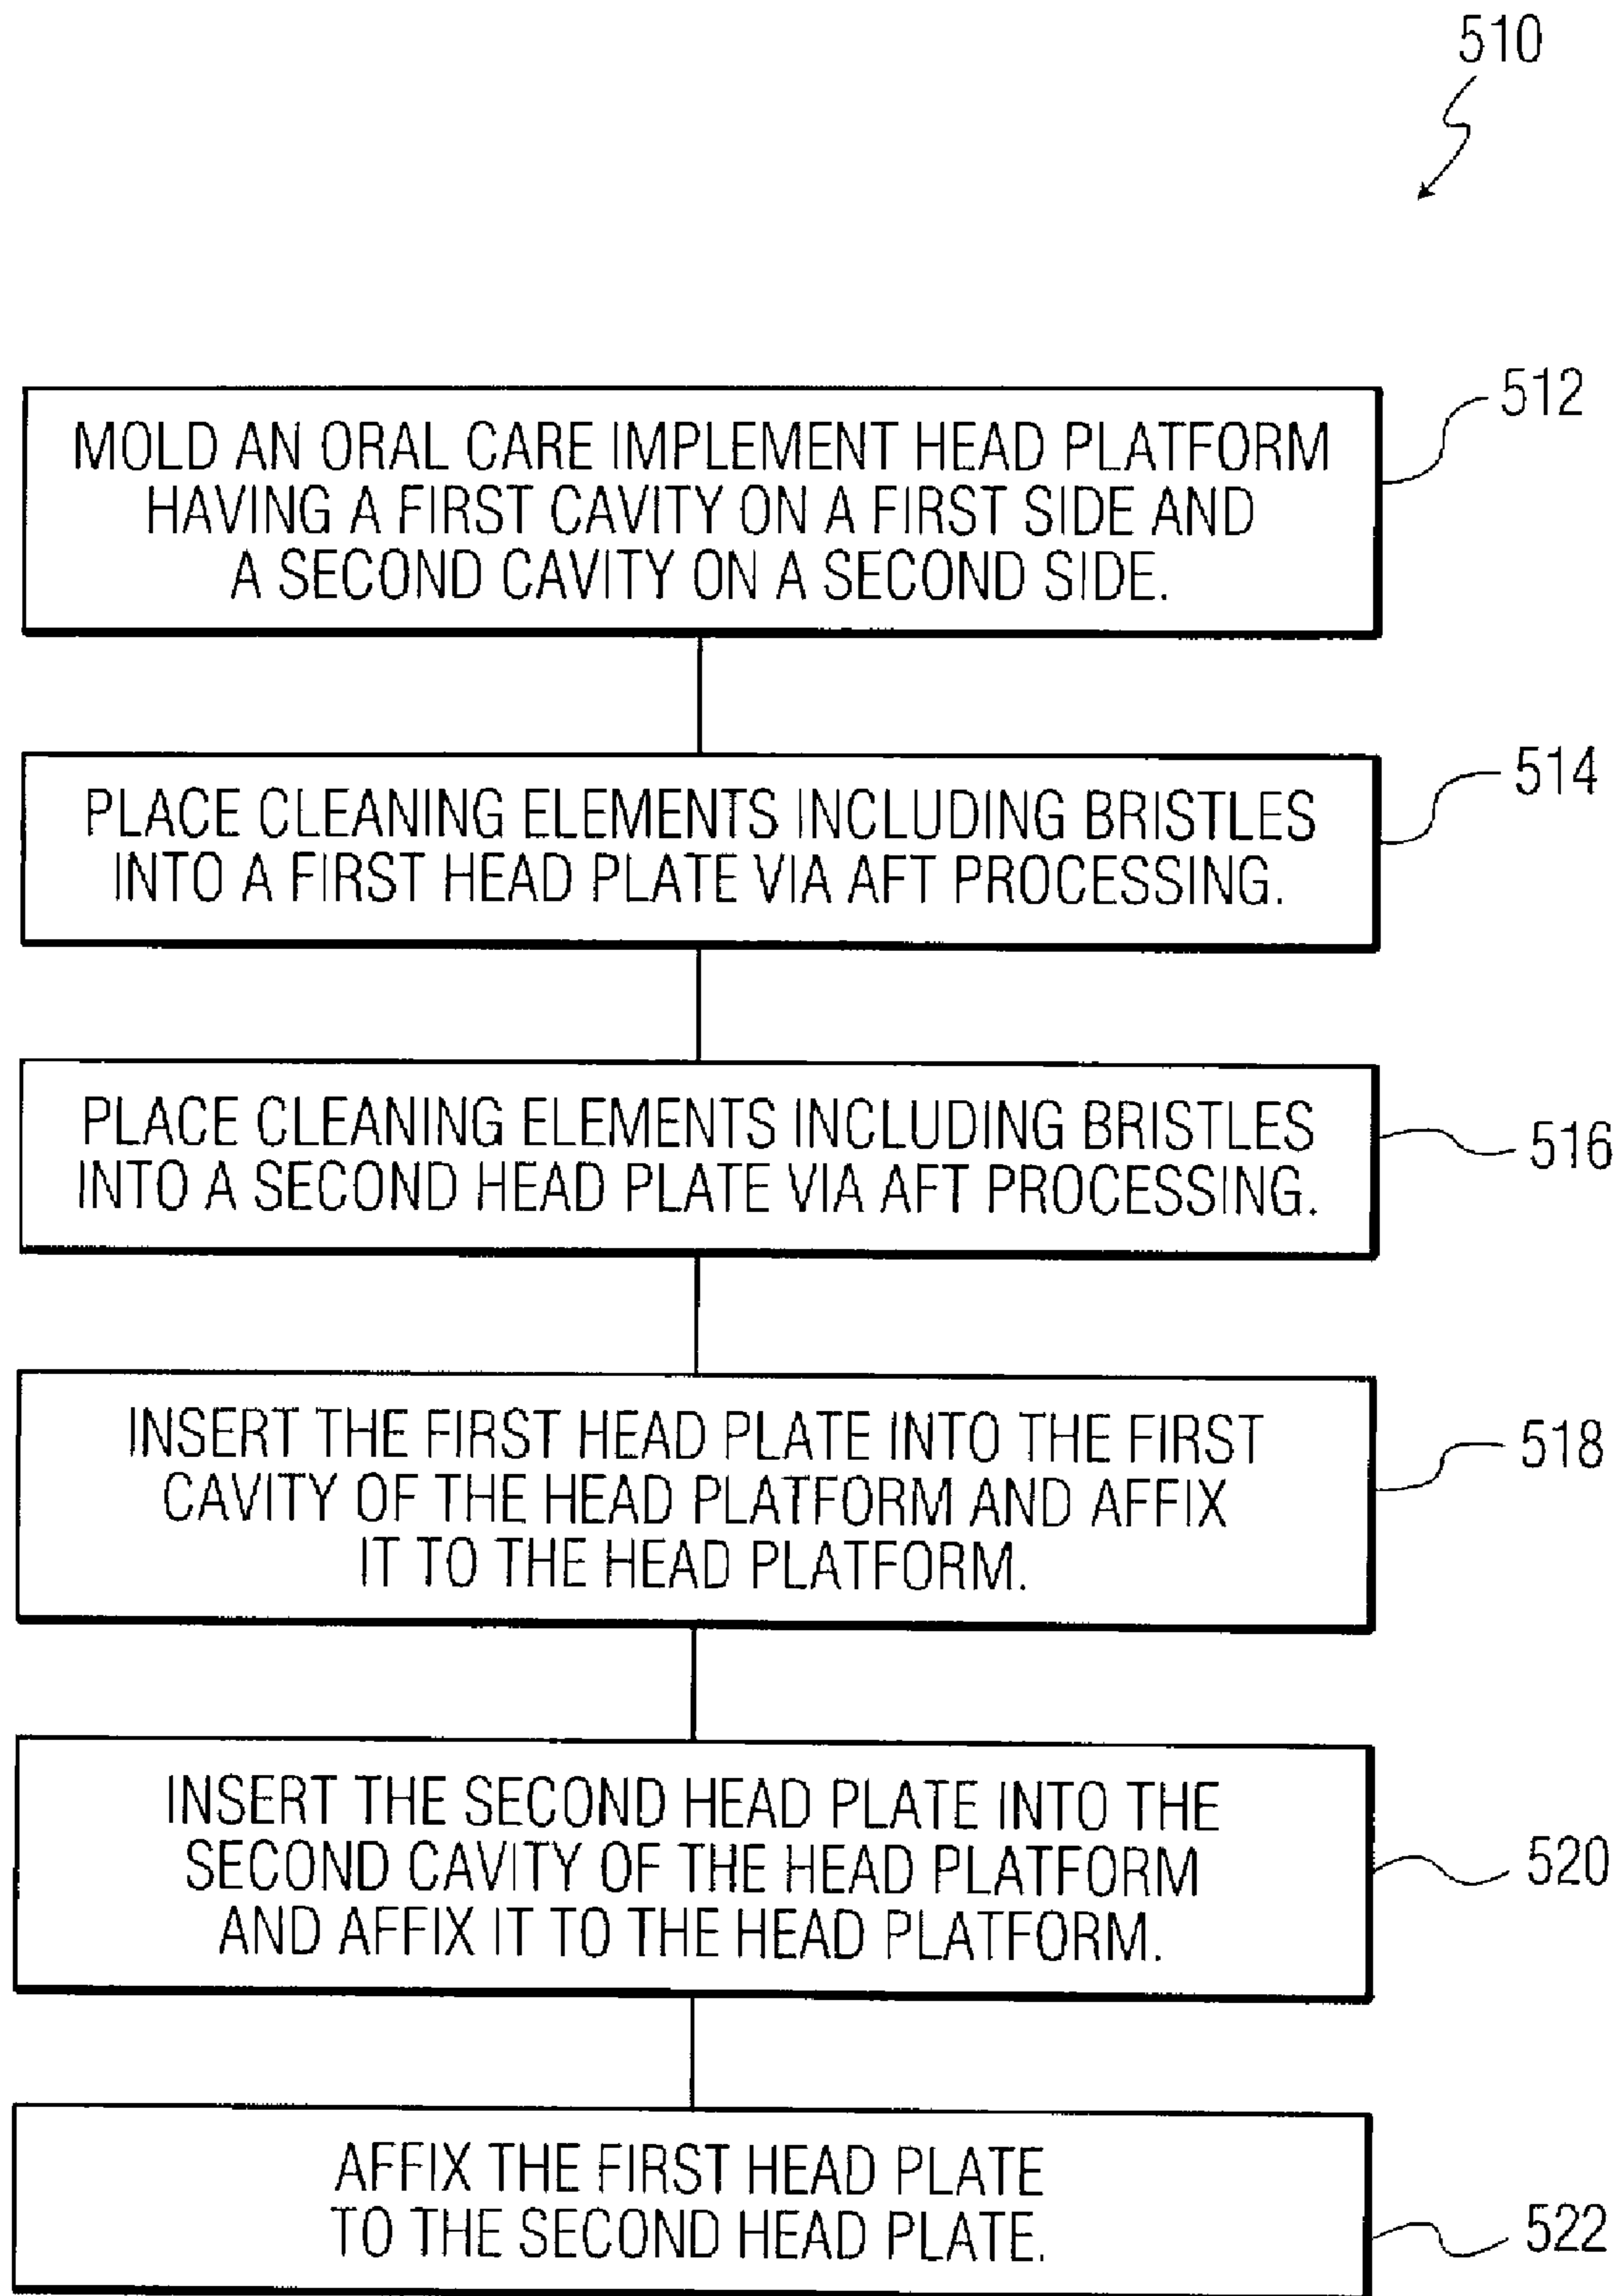 510
MOLD AN ORAL CARE IMPLEMENT HEAD PLATFORM
HAVING A FIRST CAVITY ON A FIRST SIDE AND
A SECOND CAVITY ON A SECOND SIDE.
512
PLACE CLEANING ELEMENTS INCLUDING BRISTLES
INTO A FIRST HEAD PLATE VIA AFT PROCESSING.
514
PLACE CLEANING ELEMENTS INCLUDING BRISTLES
INTO A SECOND HEAD PLATE VIA AFT PROCESSING.
516
INSERT THE FIRST HEAD PLATE INTO THE FIRST
CAVITY OF THE HEAD PLATFORM AND AFFIX
IT TO THE HEAD PLATFORM.
518
INSERT THE SECOND HEAD PLATE INTO THE
SECOND CAVITY OF THE HEAD PLATFORM
AND AFFIX IT TO THE HEAD PLATFORM.
520
AFFIX THE FIRST HEAD PLATE
TO THE SECOND HEAD PLATE.
522